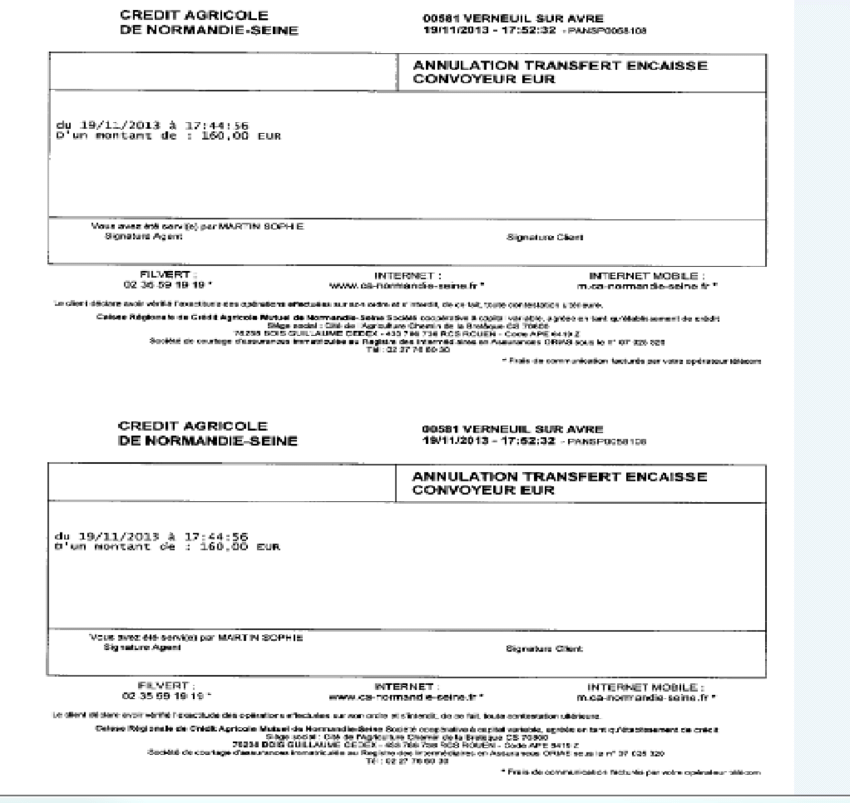 CREDIT AGRICOLE
DE NORMANDIE-SEINE
00581 VERNEUIL SUR AVRE
19/11/2013 - 17:52:32 - PANSP0058108
ANNULATION TRANSFERT ENCAISSE
CONVOYEUR EUR
du 19/11/2013 à 17:44:56
D'un montant de : 160,00 EUR
Vous avez été servi(e) par MARTIN SOPHIE
Signature Agent
Signature Client
FILVERT :
02 35 59 19 19 *
INTERNET :
www.ca-normandie-seine.fr *
INTERNET MOBILE :
m.ca-normandie-seine.fr *
Le client déclare avoir vérifié l'exactitude des opérations effectuées sur son ordre et s'interdit, de ce fait, toute contestation ultérieure.
Caisse Régionale de Crédit Agricole Mutuel de Normandie-Seine Société coopérative à capital variable, agréée en tant qu'établissement de crédit
Siège social : Cité de l'Agriculture Chemin de la Bretèque CS 70800
76238 BOIS GUILLAUME CEDEX - 433 786 738 RCS ROUEN - Code APE 6419 Z
Société de courtage d'assurances immatriculée au Registre des Intermédiaires en Assurances ORIAS sous le n° 07 025 320
Tél : 02 27 76 60 30
* Frais de communication facturés par votre opérateur télécom
CREDIT AGRICOLE
DE NORMANDIE-SEINE
00581 VERNEUIL SUR AVRE
19/11/2013 - 17:52:32 - PANSP0058108
ANNULATION TRANSFERT ENCAISSE
CONVOYEUR EUR
du 19/11/2013 à 17:44:56
D'un montant de : 160,00 EUR
Vous avez été servi(e) par MARTIN SOPHIE
Signature Agent
Signature Client
FILVERT :
02 35 59 19 19 *
INTERNET :
www.ca-normandie-seine.fr *
INTERNET MOBILE :
m.ca-normandie-seine.fr *
Le client déclare avoir vérifié l'exactitude des opérations effectuées sur son ordre et s'interdit, de ce fait, toute contestation ultérieure.
Caisse Régionale de Crédit Agricole Mutuel de Normandie-Seine Société coopérative à capital variable, agréée en tant qu'établissement de crédit
Siège social : Cité de l'Agriculture Chemin de la Bretèque CS 70800
76238 BOIS GUILLAUME CEDEX - 433 786 738 RCS ROUEN - Code APE 6419 Z
Société de courtage d'assurances immatriculée au Registre des Intermédiaires en Assurances ORIAS sous le n° 07 025 320
Tél : 02 27 76 60 30
* Frais de communication facturés par votre opérateur télécom